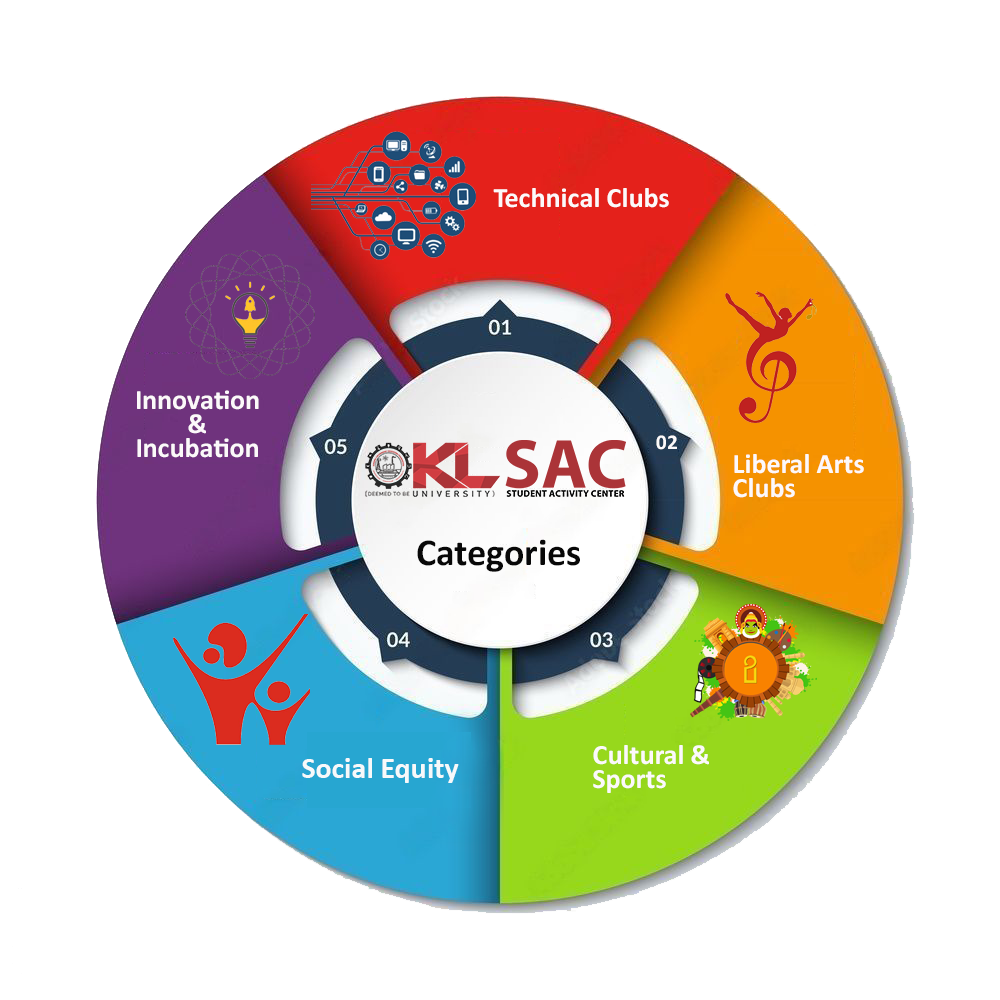 Technical Clubs
01
02
Liberal Arts
Clubs
03
Cultural &
Sports
04
Social Equity
05
Innovation
&
Incubation
KL SAC
(DEEMED TO BE UNIVERSITY) STUDENT ACTIVITY CENTER
Categories